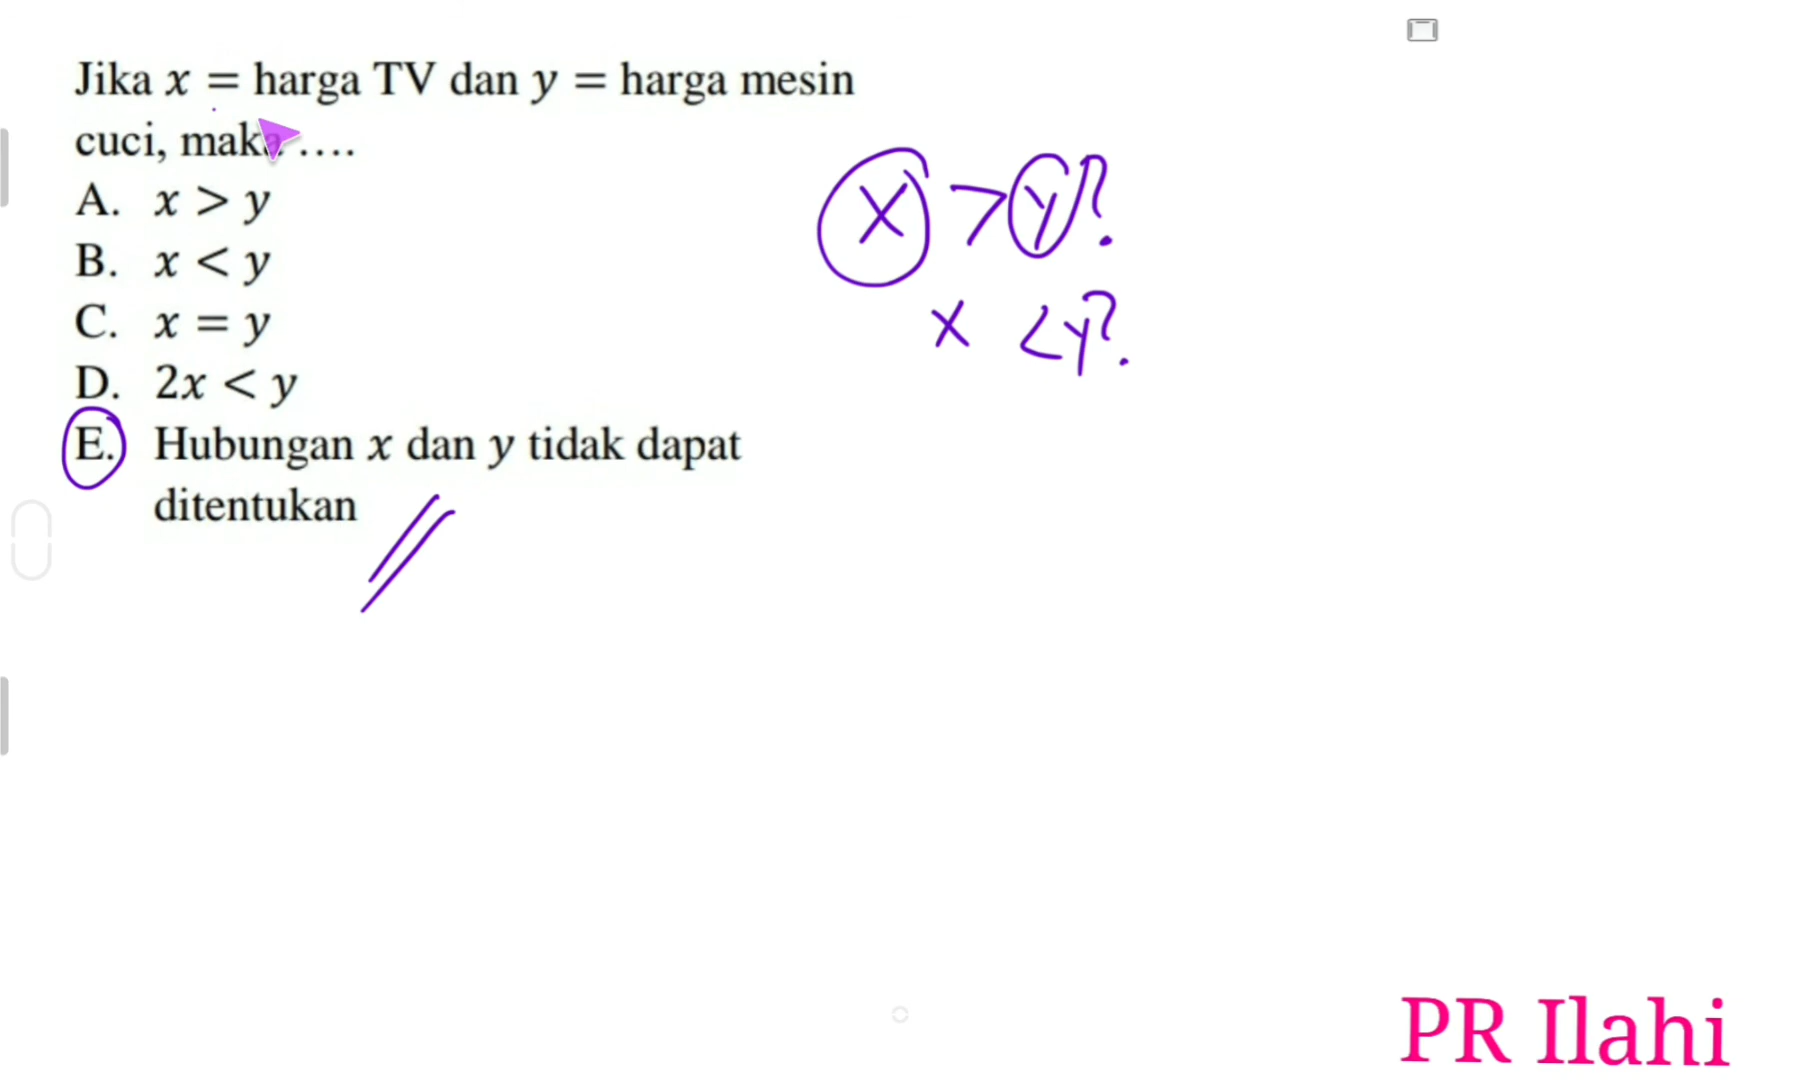 Jika x = harga TV dan y = harga mesin
cuci, maka ....
A. x > y
B. x < y
C. x = y
D. 2x < y
E. Hubungan x dan y tidak dapat
ditentukan
x > y?
x < y?
PR Ilahi